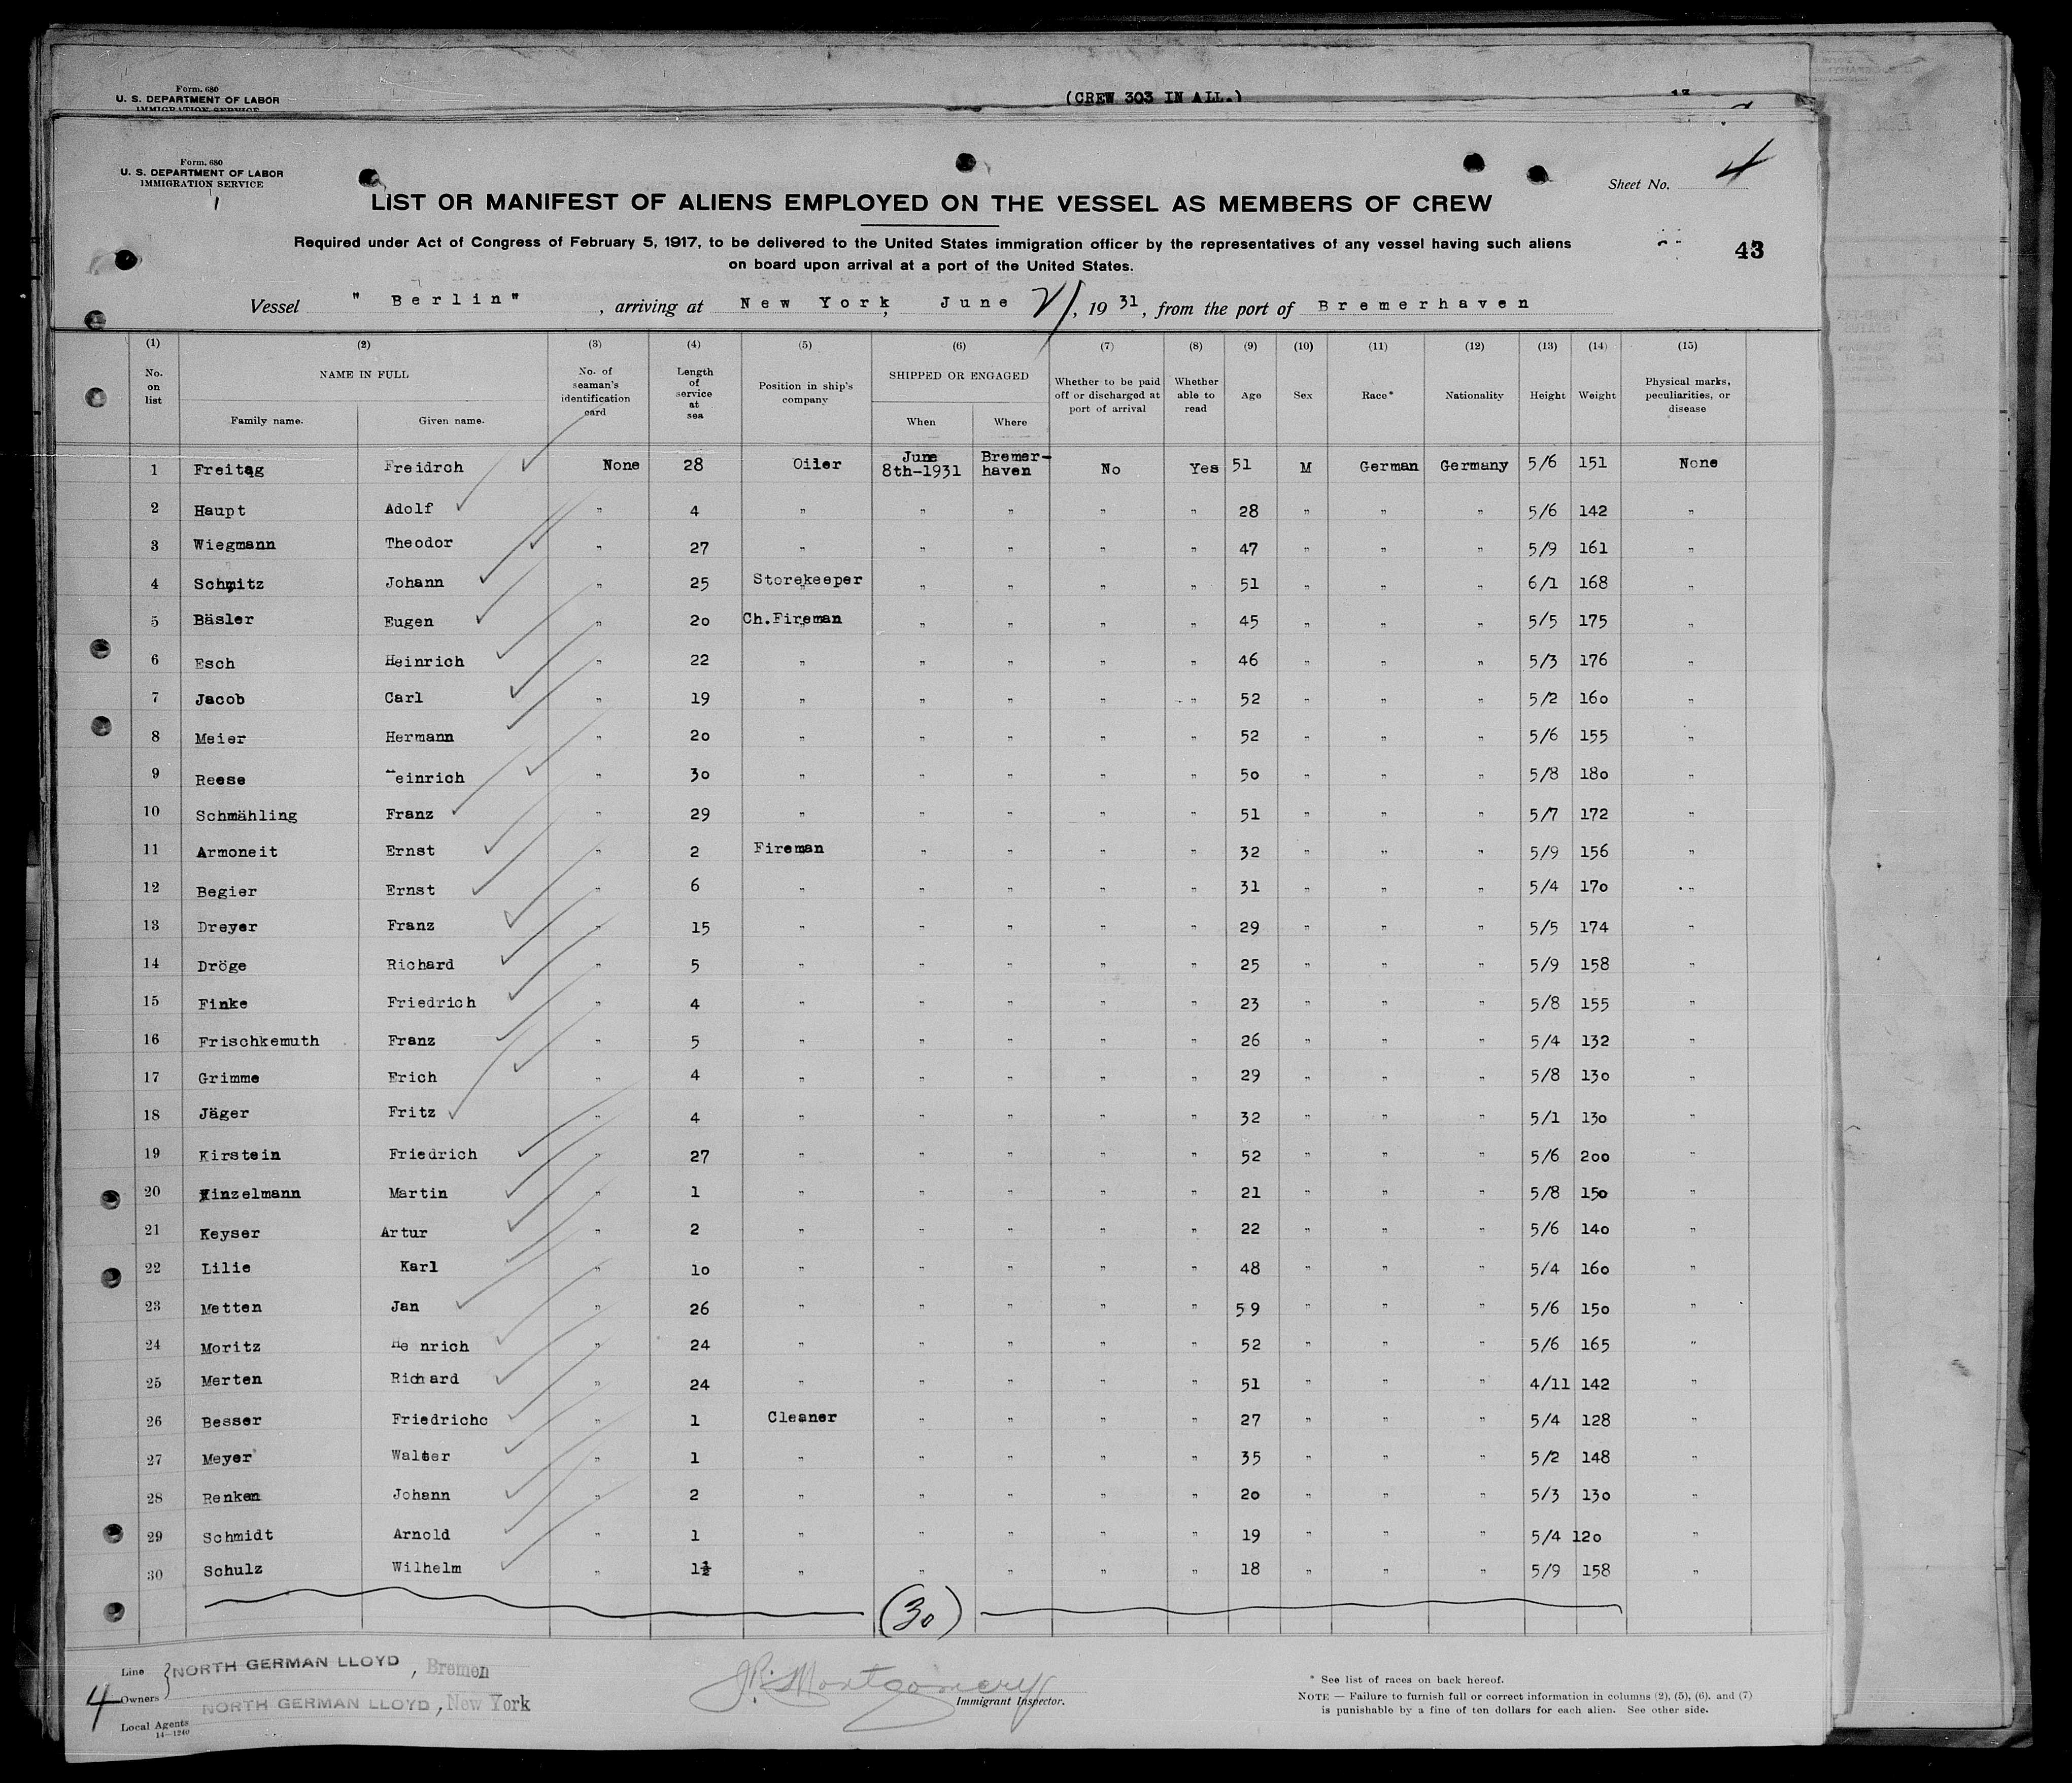 Form. 680
U. S. DEPARTMENT OF LABOR
IMMIGRATION SERVICE
(CREW 303 IN ALL.)
13
Form. 680
U. S. DEPARTMENT OF LABOR
IMMIGRATION SERVICE
Sheet No. 4
LIST OR MANIFEST OF ALIENS EMPLOYED ON THE VESSEL AS MEMBERS OF CREW
Required under Act of Congress of February 5, 1917, to be delivered to the United States immigration officer by the representatives of any vessel having such aliens
on board upon arrival at a port of the United States.
43
Vessel " Berlin" , arriving at New York, June 21, 1931, from the port of Bremerhaven
(1) (2) (3) (4) (5) (6) (7) (8) (9) (10) (11) (12) (13) (14) (15)
No. on list
NAME IN FULL
Family name. Given name.
No. of seaman's identification card
Length of service at sea
Position in ship's company
SHIPPED OR ENGAGED
When Where
Whether to be paid off or discharged at port of arrival
Whether able to read
Age
Sex
Race*
Nationality
Height
Weight
Physical marks, peculiarities, or disease
1 Freitag Freidrch None 28 Oiler June 8th-1931 Bremer-haven No Yes 51 M German Germany 5/6 151 None
2 Haupt Adolf " 4 " " " " " 28 " " " 5/6 142 "
3 Wiegmann Theodor " 27 " " " " " 47 " " " 5/9 161 "
4 Schmitz Johann " 25 Storekeeper " " " " 51 " " " 6/1 168 "
5 Bäsler Eugen " 20 Ch.Fireman " " " " 45 " " " 5/5 175 "
6 Esch Heinrich " 22 " " " " " 46 " " " 5/3 176 "
7 Jacob Carl " 19 " " " " " 52 " " " 5/2 160 "
8 Meier Hermann " 20 " " " " " 52 " " " 5/6 155 "
9 Reese Heinrich " 30 " " " " " 50 " " " 5/8 180 "
10 Schmähling Franz " 29 " " " " " 51 " " " 5/7 172 "
11 Armoneit Ernst " 2 Fireman " " " " 32 " " " 5/9 156 "
12 Begier Ernst " 6 " " " " " 31 " " " 5/4 170 "
13 Dreyer Franz " 15 " " " " " 29 " " " 5/5 174 "
14 Dröge Richard " 5 " " " " " 25 " " " 5/9 158 "
15 Finke Friedrich " 4 " " " " " 23 " " " 5/8 155 "
16 Frischkemuth Franz " 5 " " " " " 26 " " " 5/4 132 "
17 Grimme Erich " 4 " " " " " 29 " " " 5/8 130 "
18 Jäger Fritz " 4 " " " " " 32 " " " 5/1 130 "
19 Kirstein Friedrich " 27 " " " " " 52 " " " 5/6 200 "
20 Kinzelmann Martin " 1 " " " " " 21 " " " 5/8 150 "
21 Keyser Artur " 2 " " " " " 22 " " " 5/6 140 "
22 Lilie Karl " 10 " " " " " 48 " " " 5/4 160 "
23 Metten Jan " 26 " " " " " 59 " " " 5/6 150 "
24 Moritz He nrich " 24 " " " " " 52 " " " 5/6 165 "
25 Merten Richard " 24 " " " " " 51 " " " 4/11 142 "
26 Besser Friedrichc " 1 Cleaner " " " " 27 " " " 5/4 128 "
27 Meyer Walter " 1 " " " " " 35 " " " 5/2 148 "
28 Renken Johann " 2 " " " " " 20 " " " 5/3 130 "
29 Schmidt Arnold " 1 " " " " " 19 " " " 5/4 120 "
30 Schulz Wilhelm " 1½ " " " " " 18 " " " 5/9 158 "
(30)
4
Line NORTH GERMAN LLOYD, Bremen
Owners
NORTH GERMAN LLOYD, New York
Local Agents
14—1240
J.R. Montgomery
Immigrant Inspector.
* See list of races on back hereof.
NOTE — Failure to furnish full or correct information in columns (2), (5), (6), and (7)
is punishable by a fine of ten dollars for each alien. See other side.